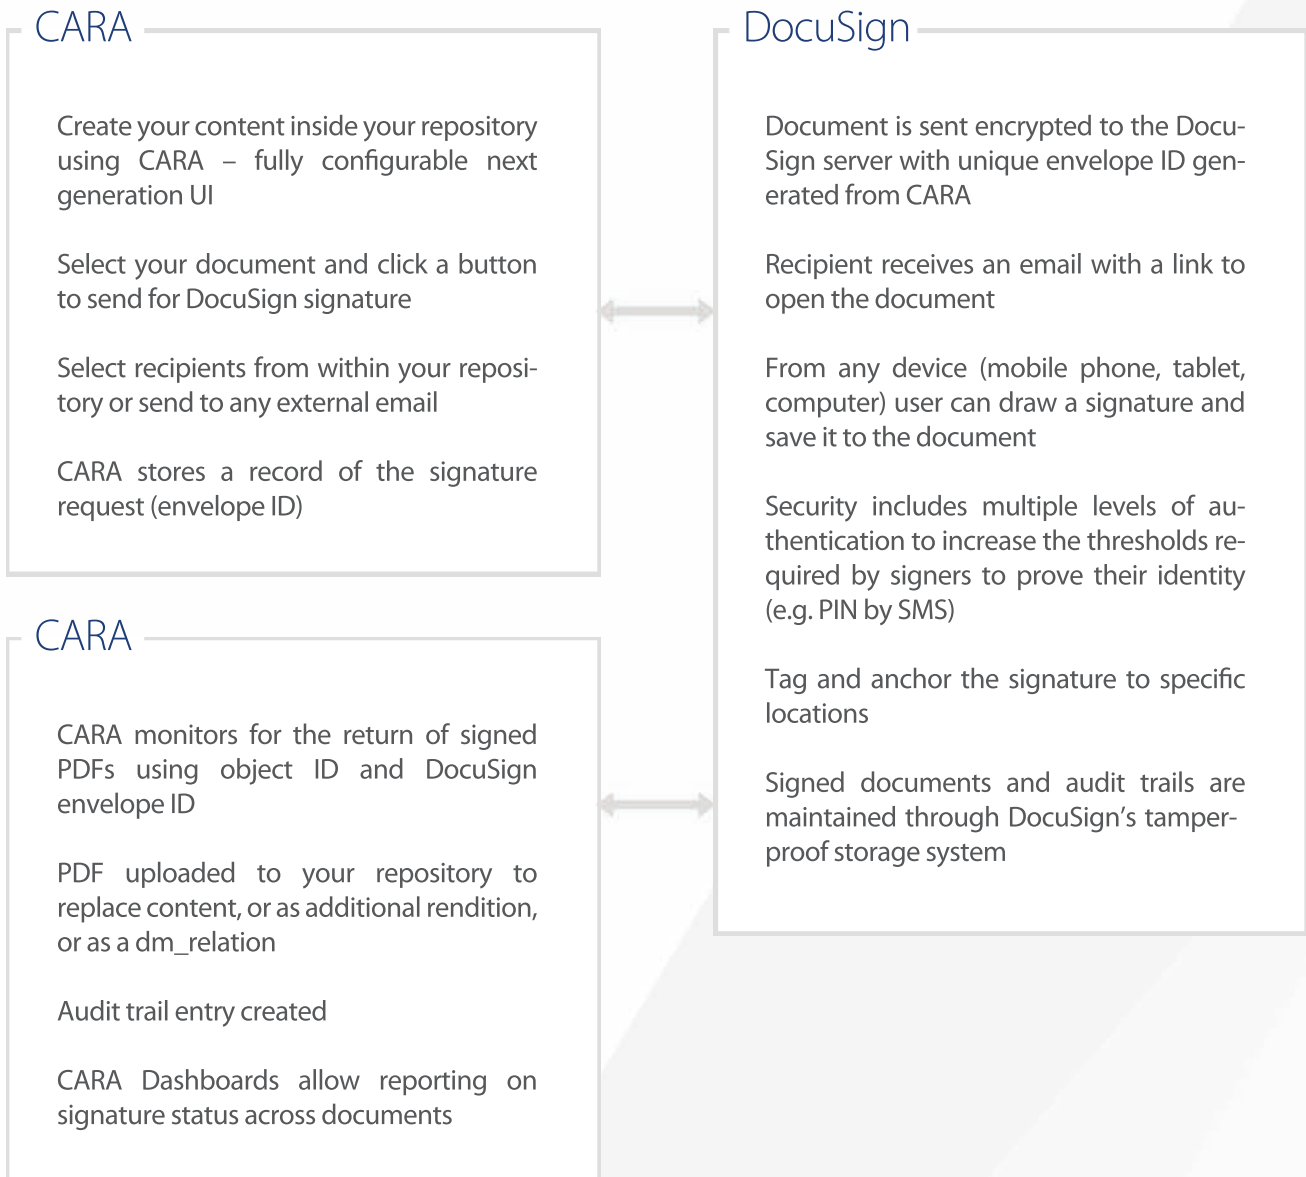 CARA
Create your content inside your repository
using CARA – fully configurable next
generation UI
Select your document and click a button
to send for DocuSign signature
Select recipients from within your reposi-
tory or send to any external email
CARA stores a record of the signature
request (envelope ID)
CARA
CARA monitors for the return of signed
PDFs using object ID and DocuSign
envelope ID
PDF uploaded to your repository to
replace content, or as additional rendition,
or as a dm_relation
Audit trail entry created
CARA Dashboards allow reporting on
signature status across documents
DocuSign
Document is sent encrypted to the Docu-
Sign server with unique envelope ID gen-
erated from CARA
Recipient receives an email with a link to
open the document
From any device (mobile phone, tablet,
computer) user can draw a signature and
save it to the document
Security includes multiple levels of au-
thentication to increase the thresholds re-
quired by signers to prove their identity
(e.g. PIN by SMS)
Tag and anchor the signature to specific
locations
Signed documents and audit trails are
maintained through DocuSign’s tamper-
proof storage system